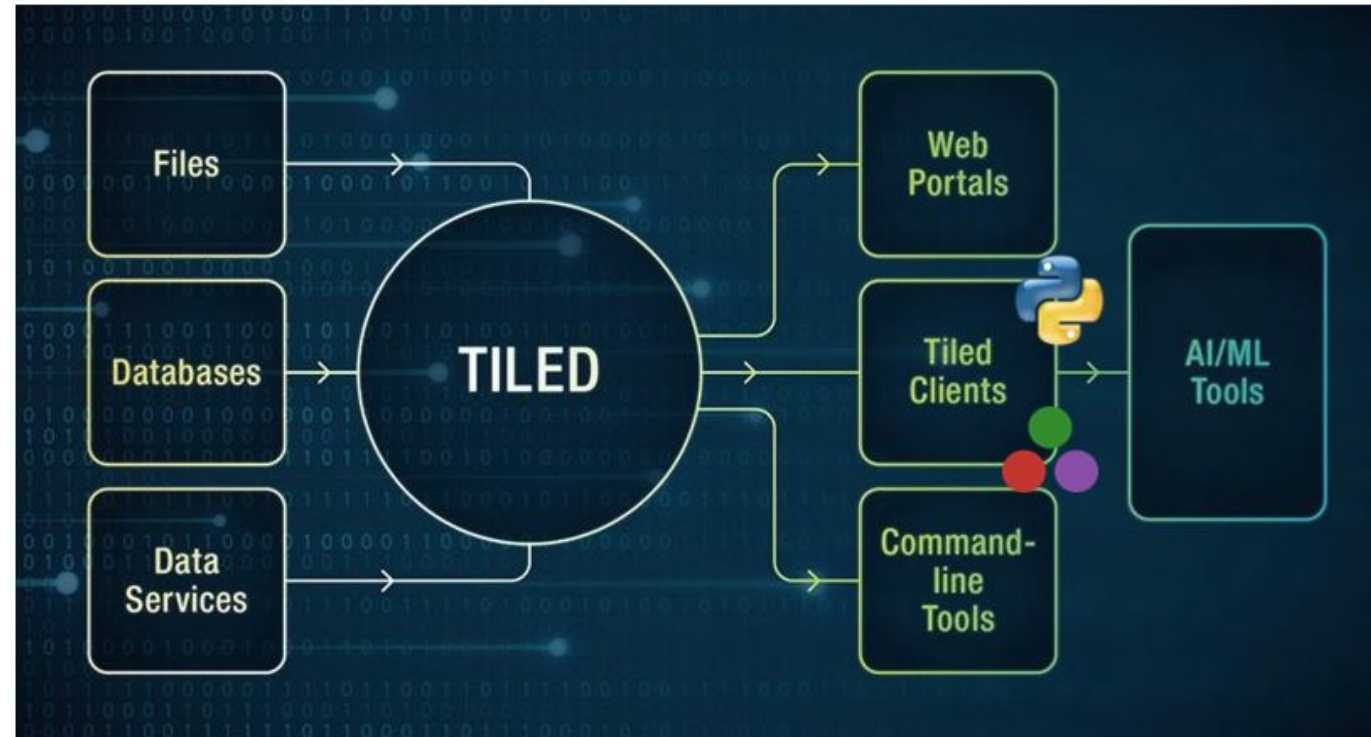 Files
Databases
Data
Services
TILED
Web
Portals
Tiled
Clients
Command-
line
Tools
AI/ML
Tools